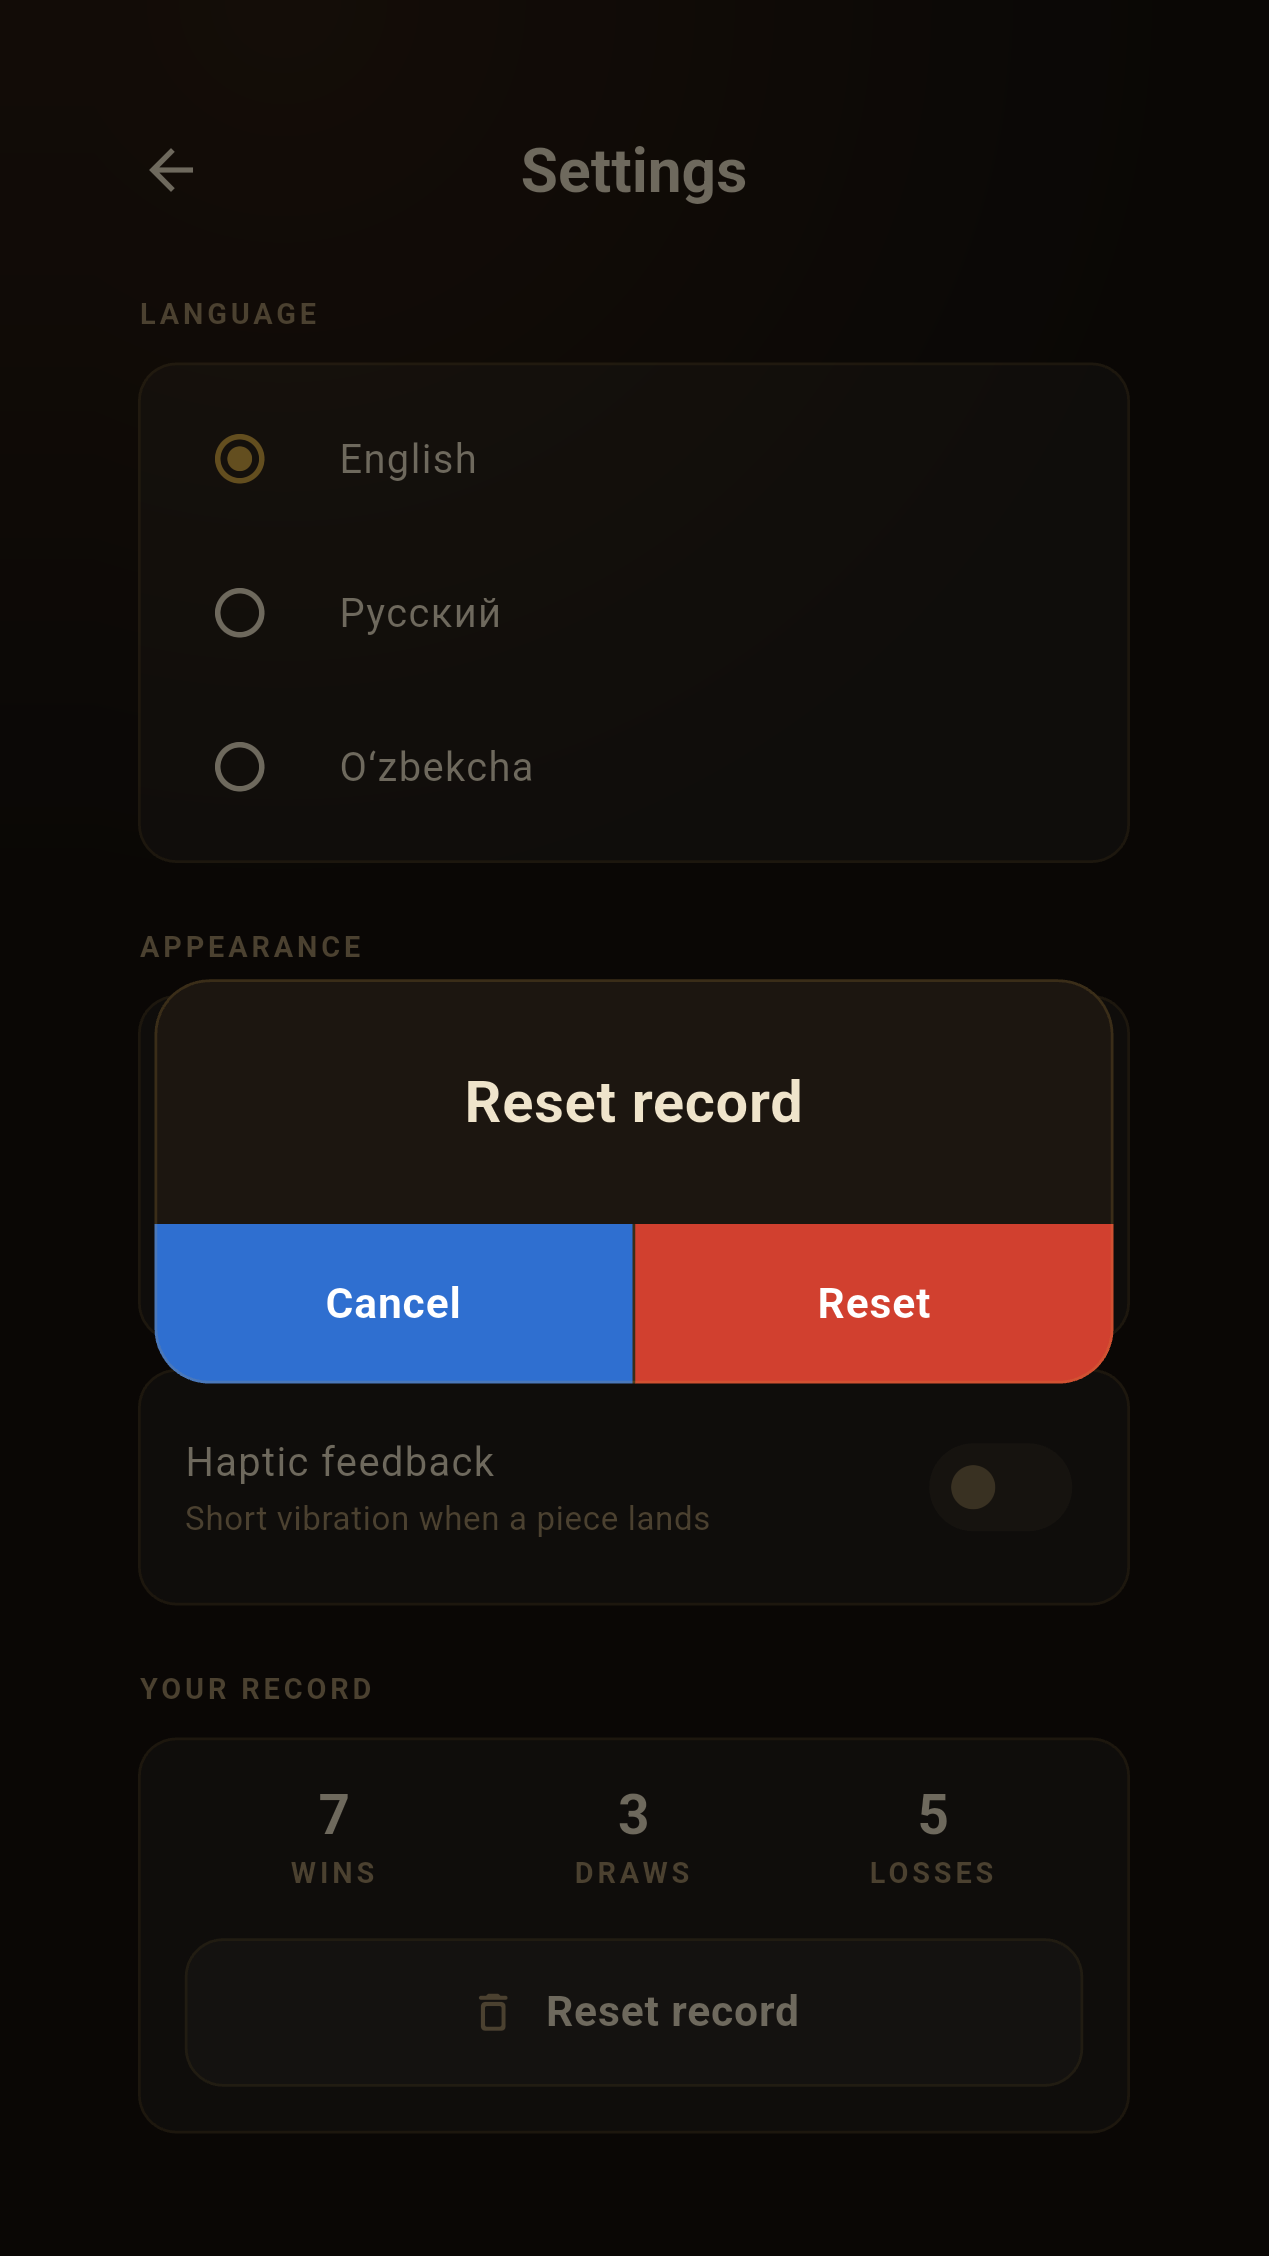 Settings
LANGUAGE
English
Русский
Oʻzbekcha
APPEARANCE
Reset record
Cancel
Reset
Haptic feedback
Short vibration when a piece lands
YOUR RECORD
7
3
5
WINS
DRAWS
LOSSES
Reset record